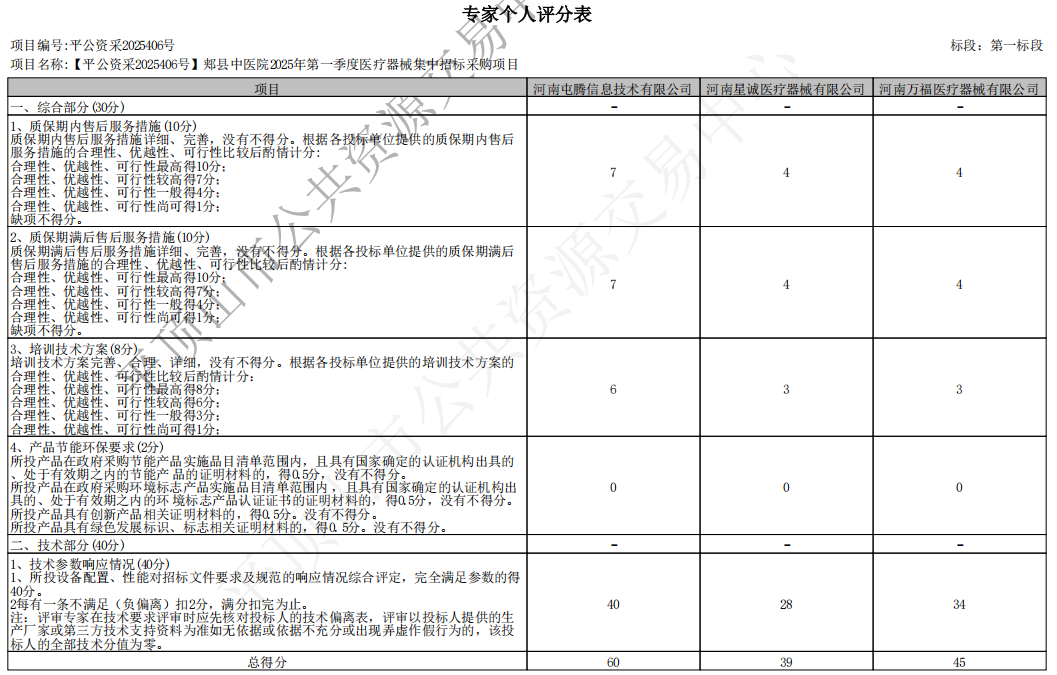 专家个人评分表
项目编号:平公资采2025406号 标段：第一标段
项目名称:【平公资采2025406号】郏县中医院2025年第一季度医疗器械集中招标采购项目
项目 河南屯腾信息技术有限公司 河南星诚医疗器械有限公司 河南万福医疗器械有限公司
一、综合部分(30分) - - -
1、质保期内售后服务措施(10分)
质保期内售后服务措施详细、完善，没有不得分。根据各投标单位提供的质保期内售后
服务措施的合理性、优越性、可行性比较后酌情计分:
合理性、优越性、可行性最高得10分;
合理性、优越性、可行性较高得7分;
合理性、优越性、可行性一般得4分;
合理性、优越性、可行性尚可得1分;
缺项不得分。
7 4 4
2、质保期满后售后服务措施(10分)
质保期满后售后服务措施详细、完善，没有不得分。根据各投标单位提供的质保期满后
售后服务措施的合理性、优越性、可行性比较后酌情计分:
合理性、优越性、可行性最高得10分;
合理性、优越性、可行性较高得7分;
合理性、优越性、可行性一般得4分;
合理性、优越性、可行性尚可得1分;
缺项不得分。
7 4 4
3、培训技术方案(8分)
培训技术方案完善、合理、详细，没有不得分。根据各投标单位提供的培训技术方案的
合理性、优越性、可行性比较后酌情计分:
合理性、优越性、可行性最高得8分;
合理性、优越性、可行性较高得6分;
合理性、优越性、可行性一般得3分;
合理性、优越性、可行性尚可得1分;
6 3 3
4、产品节能环保要求(2分)
所投产品在政府采购节能产品实施品目清单范围内，且具有国家确定的认证机构出具的
、处于有效期之内的节能产品的证明材料的，得0.5分，没有不得分。
所投产品在政府采购环境标志产品实施品目清单范围内，且具有国家确定的认证机构出
具的、处于有效期之内的环境标志产品认证证书的证明材料的，得0.5分，没有不得分。
所投产品具有创新产品相关证明材料的，得0.5分。没有不得分。
所投产品具有绿色发展标识、标志相关证明材料的，得0.5分。没有不得分。
0 0 0
二、技术部分(40分) - - -
1、技术参数响应情况(40分)
1、所投设备配置、性能对招标文件要求及规范的响应情况综合评定，完全满足参数的得
40分。
2每有一条不满足（负偏离）扣2分，满分扣完为止。
注：评审专家在技术要求评审时应先核对投标人的技术偏离表，评审以投标人提供的生
产厂家或第三方技术支持资料为准如无依据或依据不充分或出现弄虚作假行为的，该投
标人的全部技术分值为零。
40 28 34
总得分 60 39 45
平顶山市公共资源交易中心
平顶山市公共资源交易中心